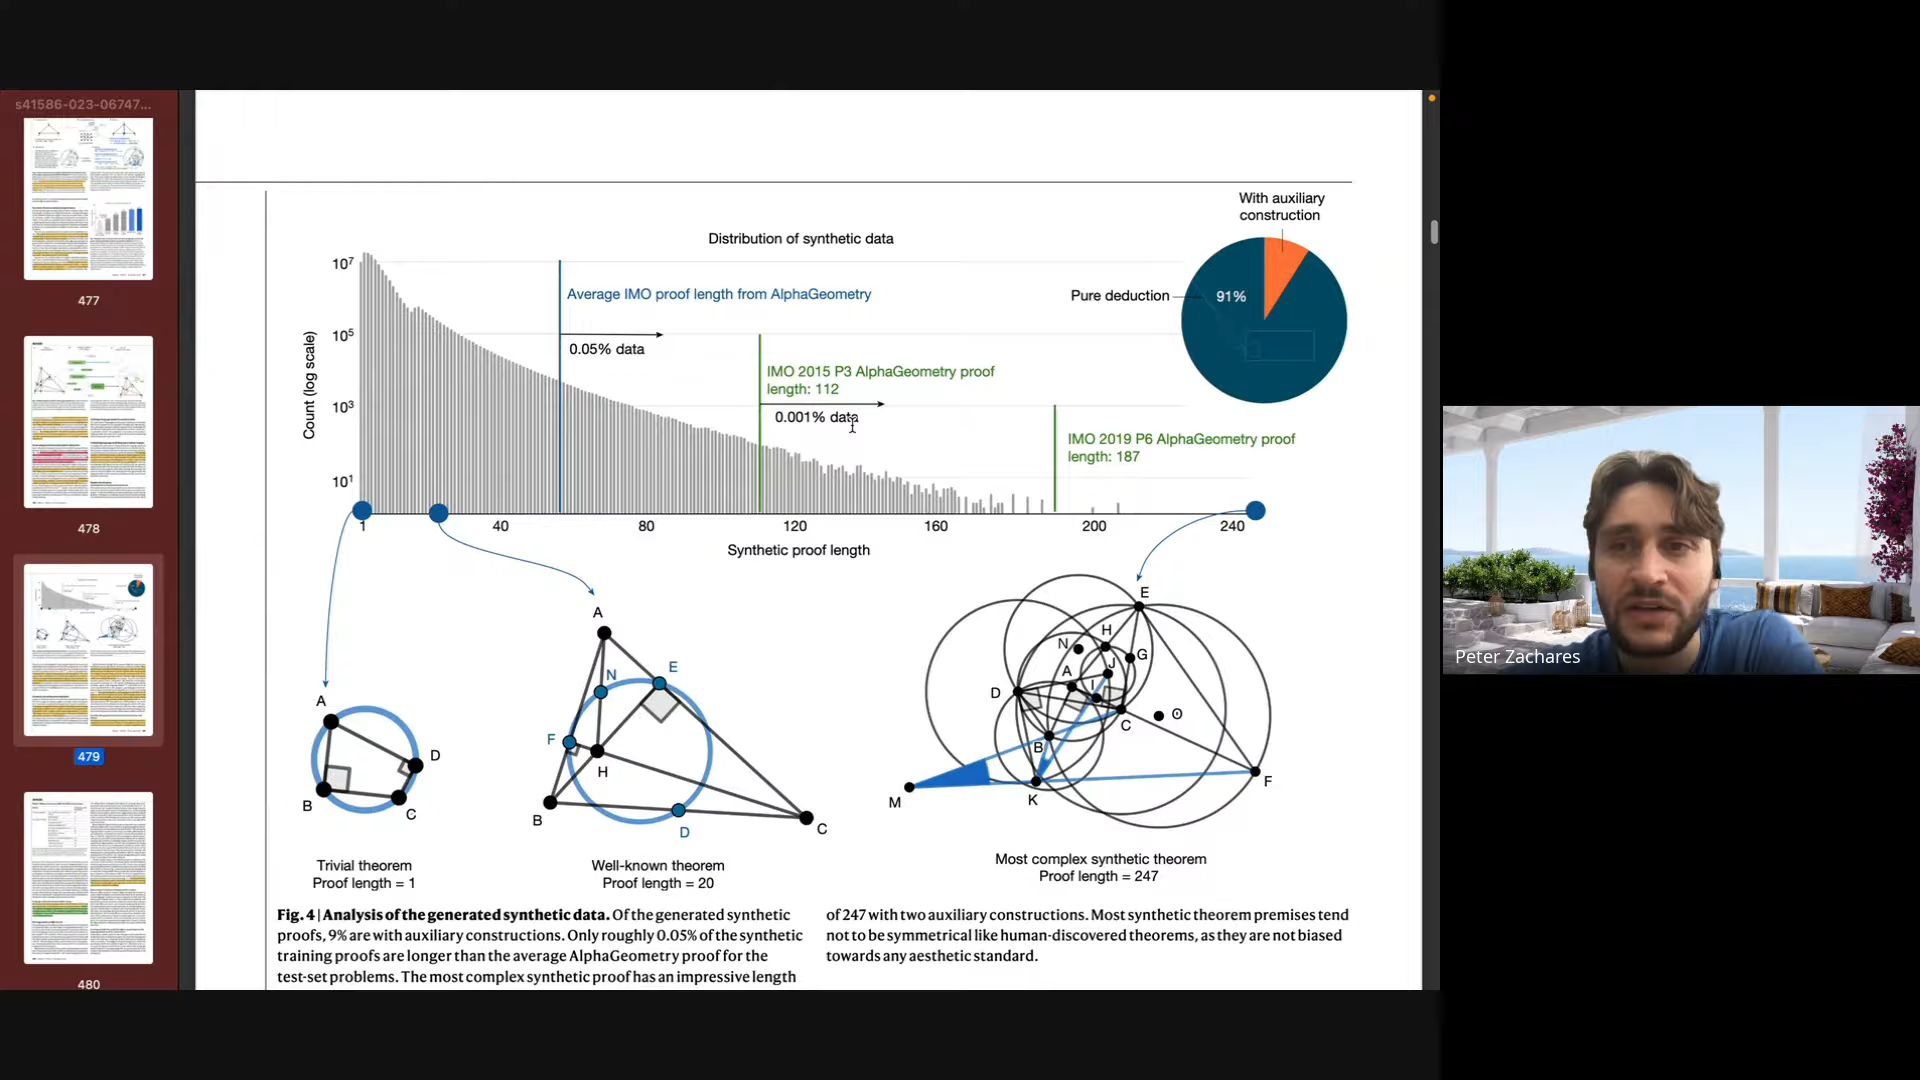 s41586-023-06747...
477
478
479
480
With auxiliary
construction
Distribution of synthetic data
10⁷
Average IMO proof length from AlphaGeometry
Pure deduction
91%
10⁵
0.05% data
IMO 2015 P3 AlphaGeometry proof
length: 112
10³
0.001% data
IMO 2019 P6 AlphaGeometry proof
length: 187
10¹
Count (log scale)
1 40 80 120 160 200 240
Synthetic proof length
A
B
C
D
Trivial theorem
Proof length = 1
A
N
E
F
H
B
D
C
Well-known theorem
Proof length = 20
E
H
N
G
J
A
I
D
C
O
B
M
K
F
Most complex synthetic theorem
Proof length = 247
Fig. 4 | Analysis of the generated synthetic data. Of the generated synthetic
proofs, 9% are with auxiliary constructions. Only roughly 0.05% of the synthetic
training proofs are longer than the average AlphaGeometry proof for the
test-set problems. The most complex synthetic proof has an impressive length
of 247 with two auxiliary constructions. Most synthetic theorem premises tend
not to be symmetrical like human-discovered theorems, as they are not biased
towards any aesthetic standard.
Peter Zachares